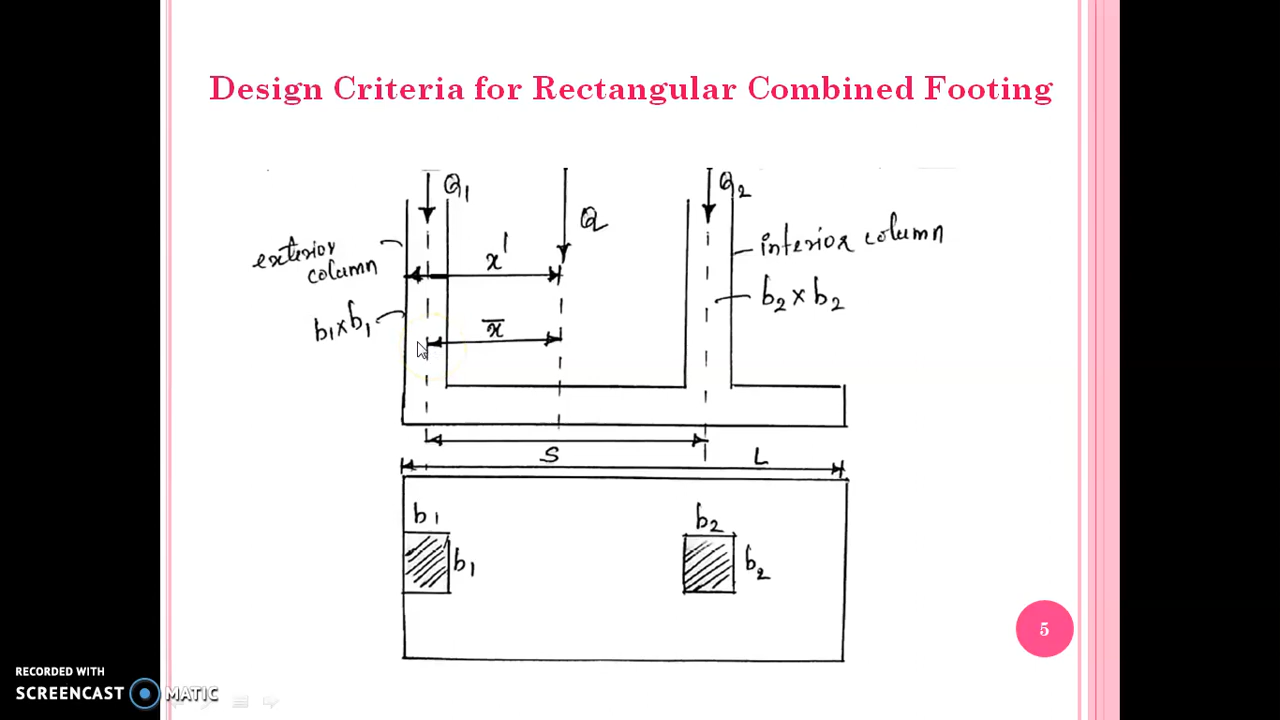 Design Criteria for Rectangular Combined Footing
Q1
Q
Q2
exterior
column
x'
interior column
b1 x b1
x̅
b2 x b2
S
L
b1
b1
b2
b2
5
RECORDED WITH
SCREENCAST MATIC